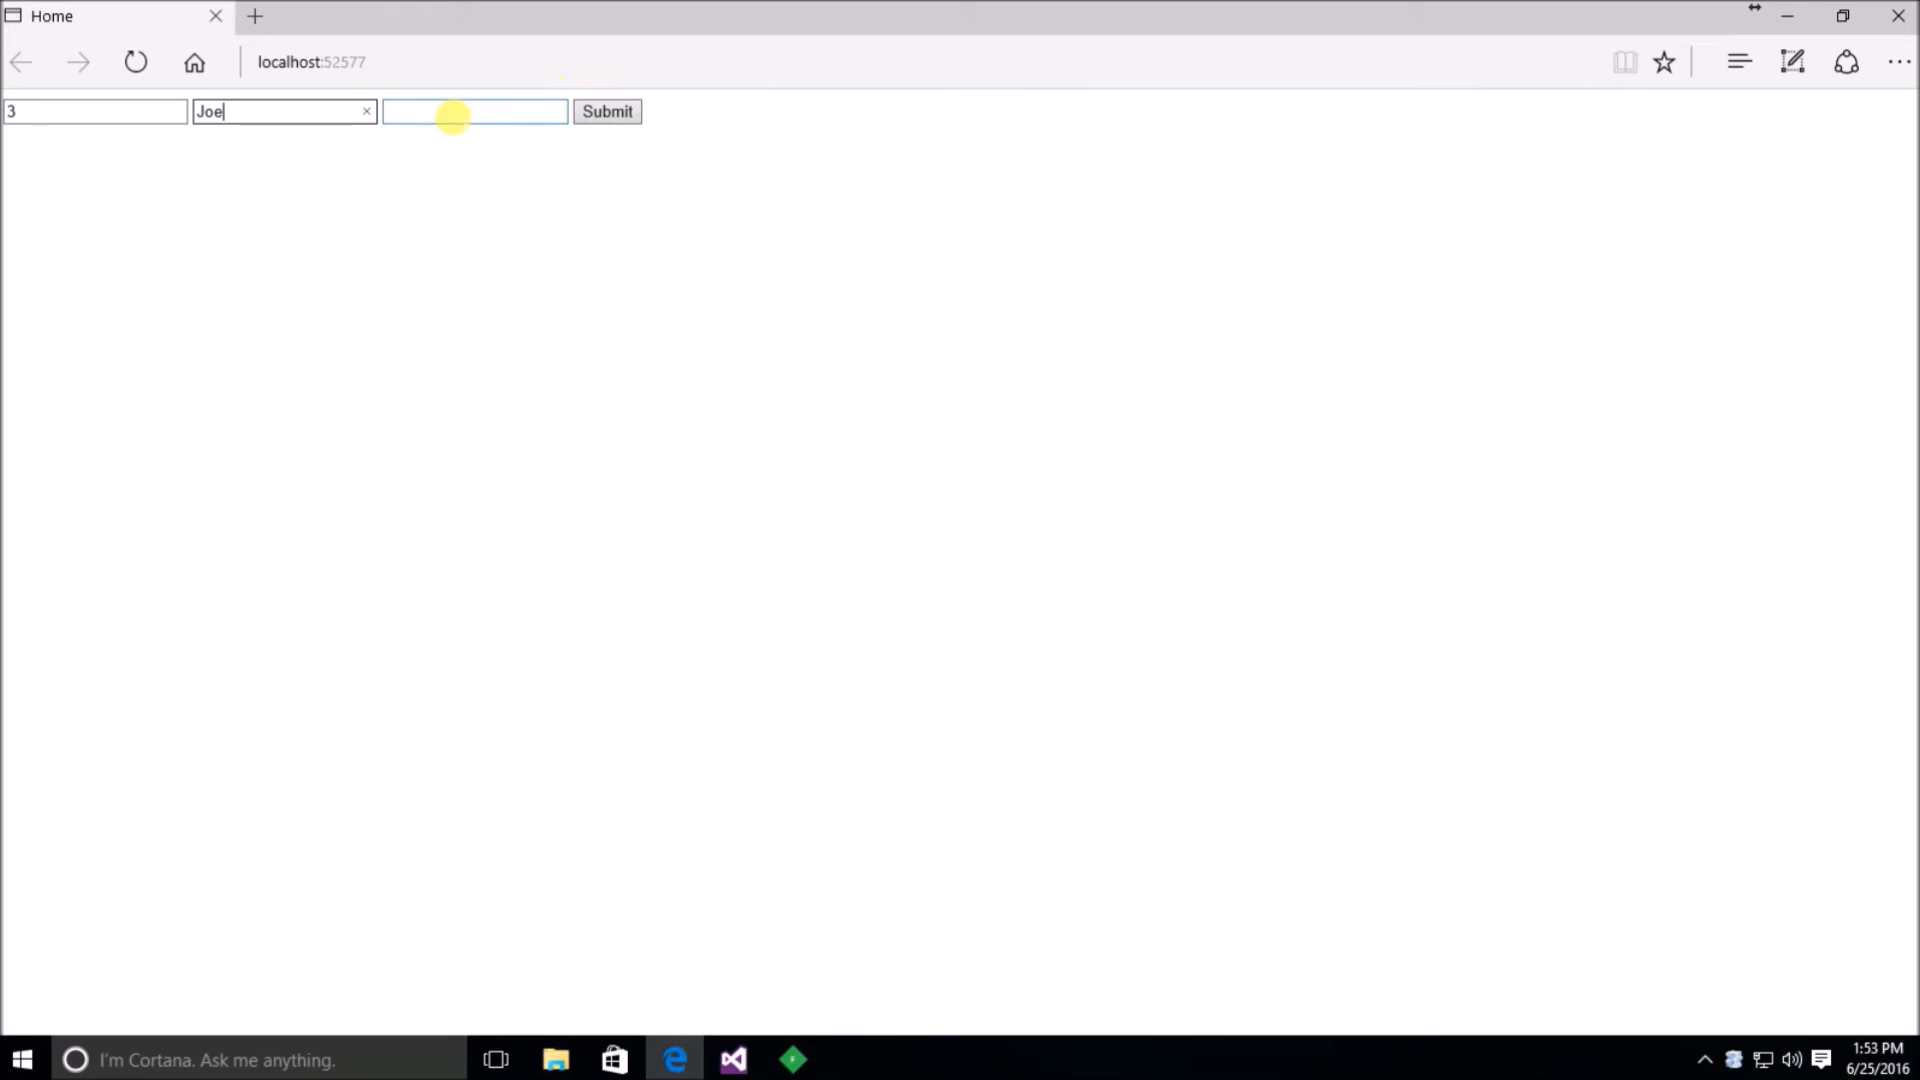 Home
localhost:52577
3 Joe Submit
I'm Cortana. Ask me anything.
1:53 PM
6/25/2016